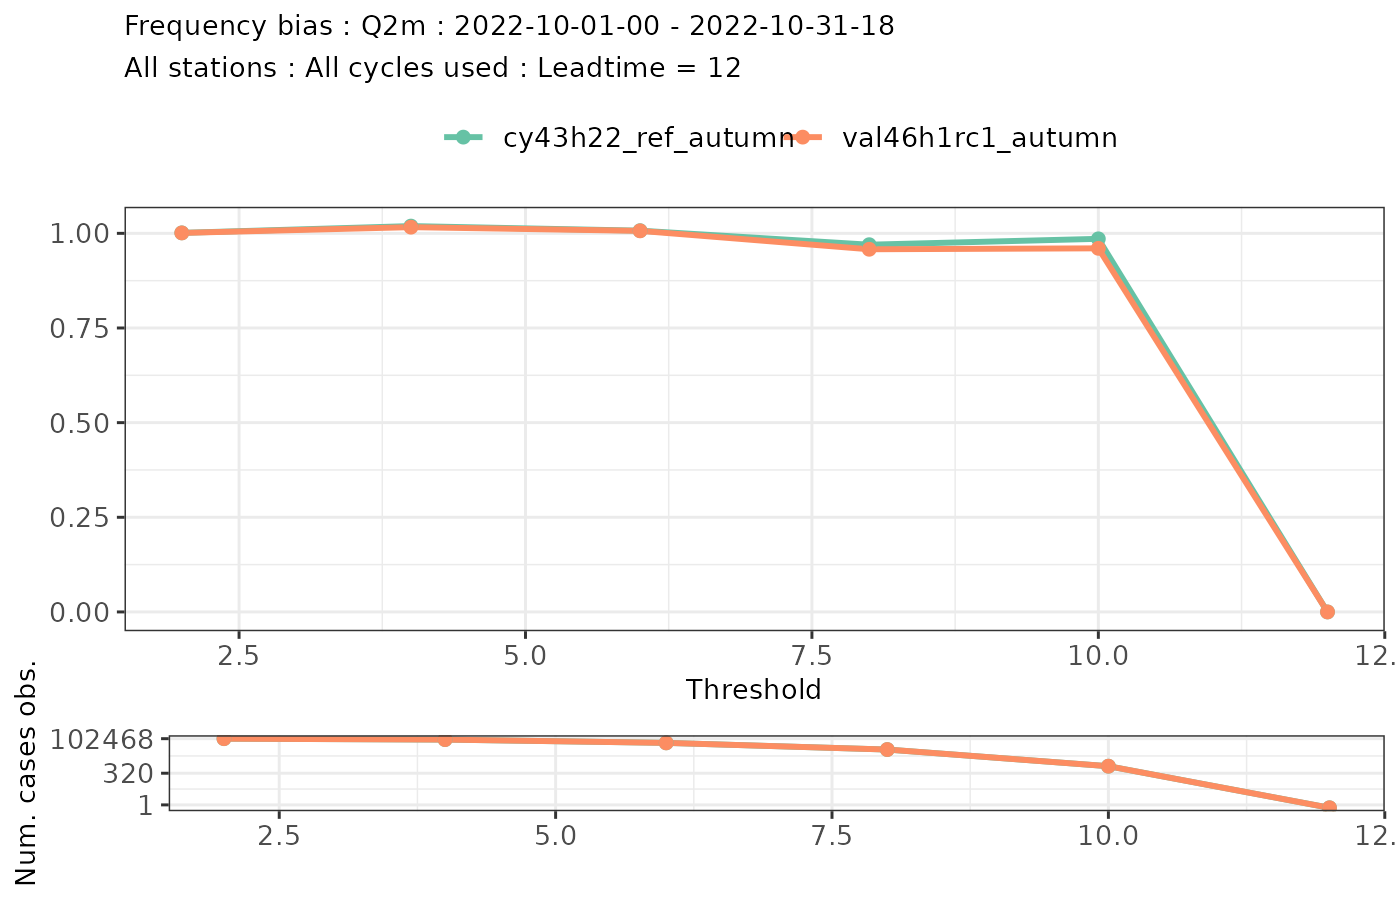 Frequency bias : Q2m : 2022-10-01-00 - 2022-10-31-18
All stations : All cycles used : Leadtime = 12
cy43h22_ref_autumn val46h1rc1_autumn
1.00
0.75
0.50
0.25
0.00
2.5 5.0 7.5 10.0 12.
Threshold
Num. cases obs.
102468
320
1
2.5 5.0 7.5 10.0 12.